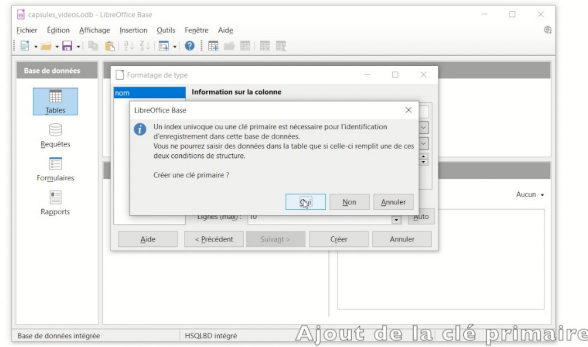 capsules_videos.odb - LibreOffice Base
Fichier Édition Affichage Insertion Outils Fenêtre Aide
Base de données
Tables
Requêtes
Formulaires
Rapports
Formatage de type
nom
Information sur la colonne
LibreOffice Base
Un index univoque ou une clé primaire est nécessaire pour l'identification
d'enregistrement dans cette base de données.
Vous ne pourrez saisir des données dans la table que si celle-ci remplit une de ces
deux conditions de structure.
Créer une clé primaire ?
Oui Non Annuler
Lignes (max) : 10 Auto
Aide < Précédent Suivant > Créer Annuler
Aucun
Base de données intégrée HSQLBD intégré
Ajout de la clé primaire